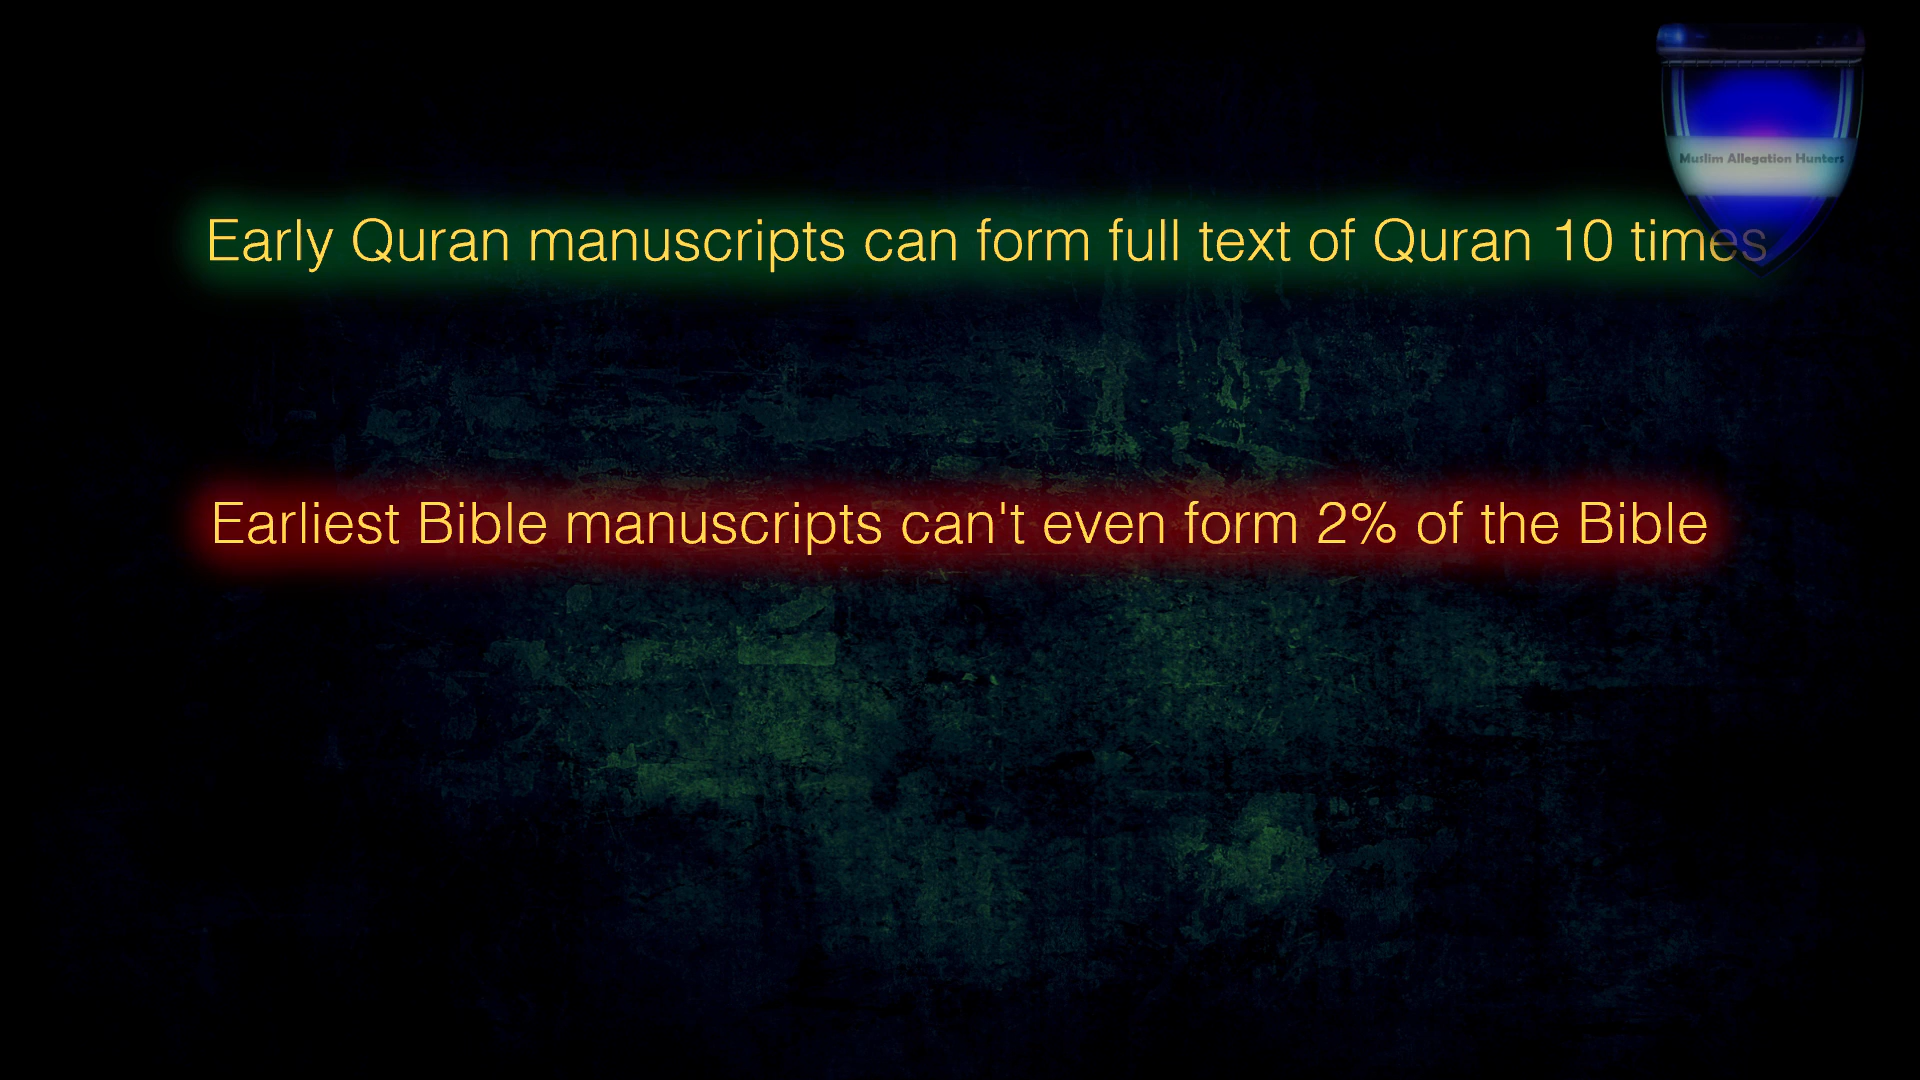 Muslim Allegation Hunters
Early Quran manuscripts can form full text of Quran 10 times
Earliest Bible manuscripts can't even form 2% of the Bible